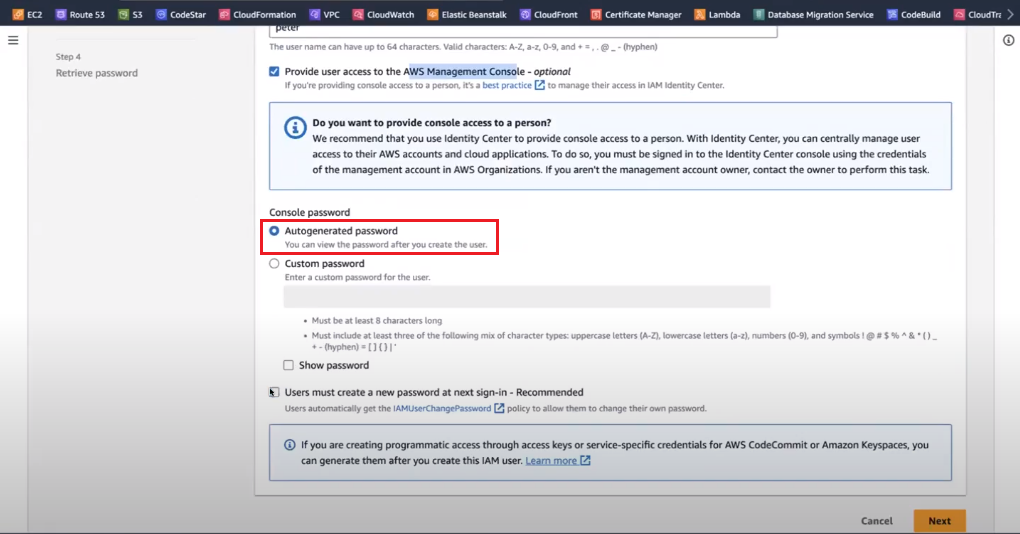 EC2 Route 53 S3 CodeStar CloudFormation VPC CloudWatch Elastic Beanstalk CloudFront Certificate Manager Lambda Database Migration Service CodeBuild CloudTra
peter
The user name can have up to 64 characters. Valid characters: A-Z, a-z, 0-9, and + = , . @ _ - (hyphen)
Step 4
Retrieve password
Provide user access to the AWS Management Console - optional
If you're providing console access to a person, it's a best practice to manage their access in IAM Identity Center.
Do you want to provide console access to a person?
We recommend that you use Identity Center to provide console access to a person. With Identity Center, you can centrally manage user
access to their AWS accounts and cloud applications. To do so, you must be signed in to the Identity Center console using the credentials
of the management account in AWS Organizations. If you aren't the management account owner, contact the owner to perform this task.
Console password
Autogenerated password
You can view the password after you create the user.
Custom password
Enter a custom password for the user.
• Must be at least 8 characters long
• Must include at least three of the following mix of character types: uppercase letters (A-Z), lowercase letters (a-z), numbers (0-9), and symbols ! @ # $ % ^ & * ( ) _
+ - (hyphen) = [ ] { } | '
Show password
Users must create a new password at next sign-in - Recommended
Users automatically get the IAMUserChangePassword policy to allow them to change their own password.
If you are creating programmatic access through access keys or service-specific credentials for AWS CodeCommit or Amazon Keyspaces, you
can generate them after you create this IAM user. Learn more
Cancel Next